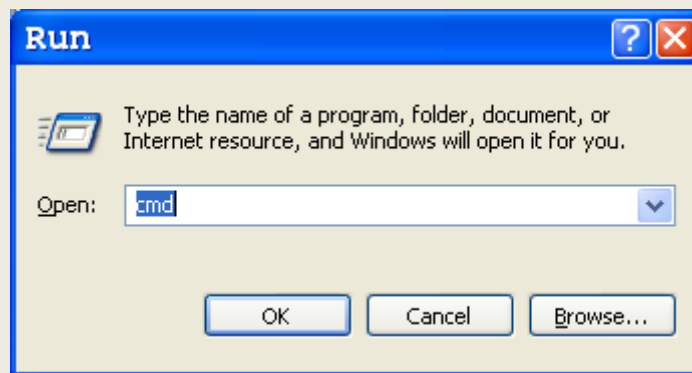 Run
Type the name of a program, folder, document, or
Internet resource, and Windows will open it for you.
Open: cmd
OK Cancel Browse...